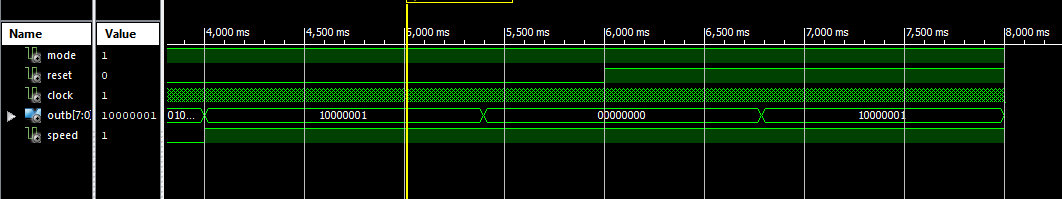 Name Value 4,000 ms 4,500 ms 5,000 ms 5,500 ms 6,000 ms 6,500 ms 7,000 ms 7,500 ms 8,000 ms
mode 1
reset 0
clock 1
outb[7:0] 10000001 010... 10000001 00000000 10000001
speed 1